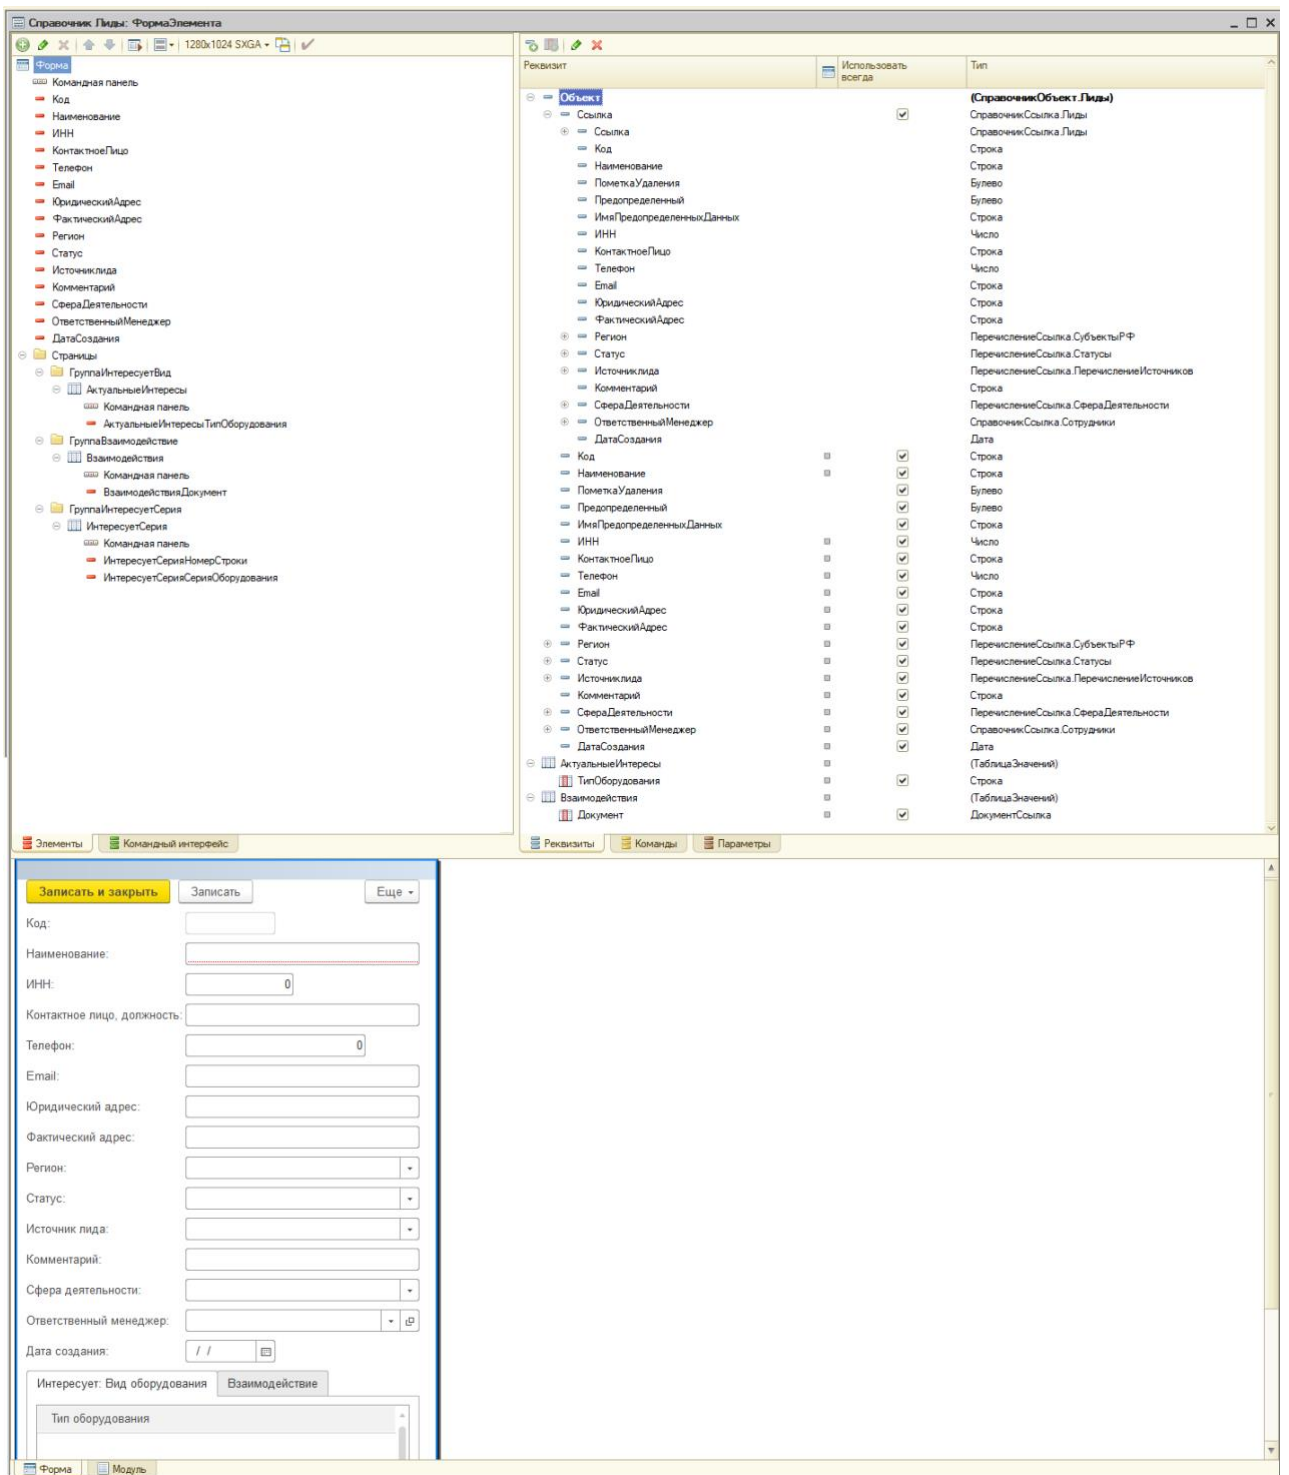 Справочник Лиды: ФормаЭлемента
1280x1024 SXGA
Форма
Командная панель
Код
Наименование
ИНН
КонтактноеЛицо
Телефон
Email
ЮридическийАдрес
ФактическийАдрес
Регион
Статус
Источниклида
Комментарий
СфераДеятельности
ОтветственныйМенеджер
ДатаСоздания
Страницы
ГруппаИнтересуетВид
АктуальныеИнтересы
Командная панель
АктуальныеИнтересыТипОборудования
ГруппаВзаимодействие
Взаимодействия
Командная панель
ВзаимодействияДокумент
ГруппаИнтересуетСерия
ИнтересуетСерия
Командная панель
ИнтересуетСерияНомерСтроки
ИнтересуетСерияСерияОборудования
Элементы
Командный интерфейс
Реквизит Использовать всегда Тип
Объект (СправочникОбъект.Лиды)
Ссылка СправочникСсылка.Лиды
Ссылка СправочникСсылка.Лиды
Код Строка
Наименование Строка
ПометкаУдаления Булево
Предопределенный Булево
ИмяПредопределенныхДанных Строка
ИНН Число
КонтактноеЛицо Строка
Телефон Число
Email Строка
ЮридическийАдрес Строка
ФактическийАдрес Строка
Регион ПеречислениеСсылка.СубъектыРФ
Статус ПеречислениеСсылка.Статусы
Источниклида ПеречислениеСсылка.ПеречислениеИсточников
Комментарий Строка
СфераДеятельности ПеречислениеСсылка.СфераДеятельности
ОтветственныйМенеджер СправочникСсылка.Сотрудники
ДатаСоздания Дата
Код Строка
Наименование Строка
ПометкаУдаления Булево
Предопределенный Булево
ИмяПредопределенныхДанных Строка
ИНН Число
КонтактноеЛицо Строка
Телефон Число
Email Строка
ЮридическийАдрес Строка
ФактическийАдрес Строка
Регион ПеречислениеСсылка.СубъектыРФ
Статус ПеречислениеСсылка.Статусы
Источниклида ПеречислениеСсылка.ПеречислениеИсточников
Комментарий Строка
СфераДеятельности ПеречислениеСсылка.СфераДеятельности
ОтветственныйМенеджер СправочникСсылка.Сотрудники
ДатаСоздания Дата
АктуальныеИнтересы (ТаблицаЗначений)
ТипОборудования Строка
Взаимодействия (ТаблицаЗначений)
Документ ДокументСсылка
Реквизиты
Команды
Параметры
Записать и закрыть Записать Еще
Код:
Наименование:
ИНН: 0
Контактное лицо, должность:
Телефон: 0
Email:
Юридический адрес:
Фактический адрес:
Регион:
Статус:
Источник лида:
Комментарий:
Сфера деятельности:
Ответственный менеджер:
Дата создания: / /
Интересует: Вид оборудования Взаимодействие
Тип оборудования
Форма Модуль